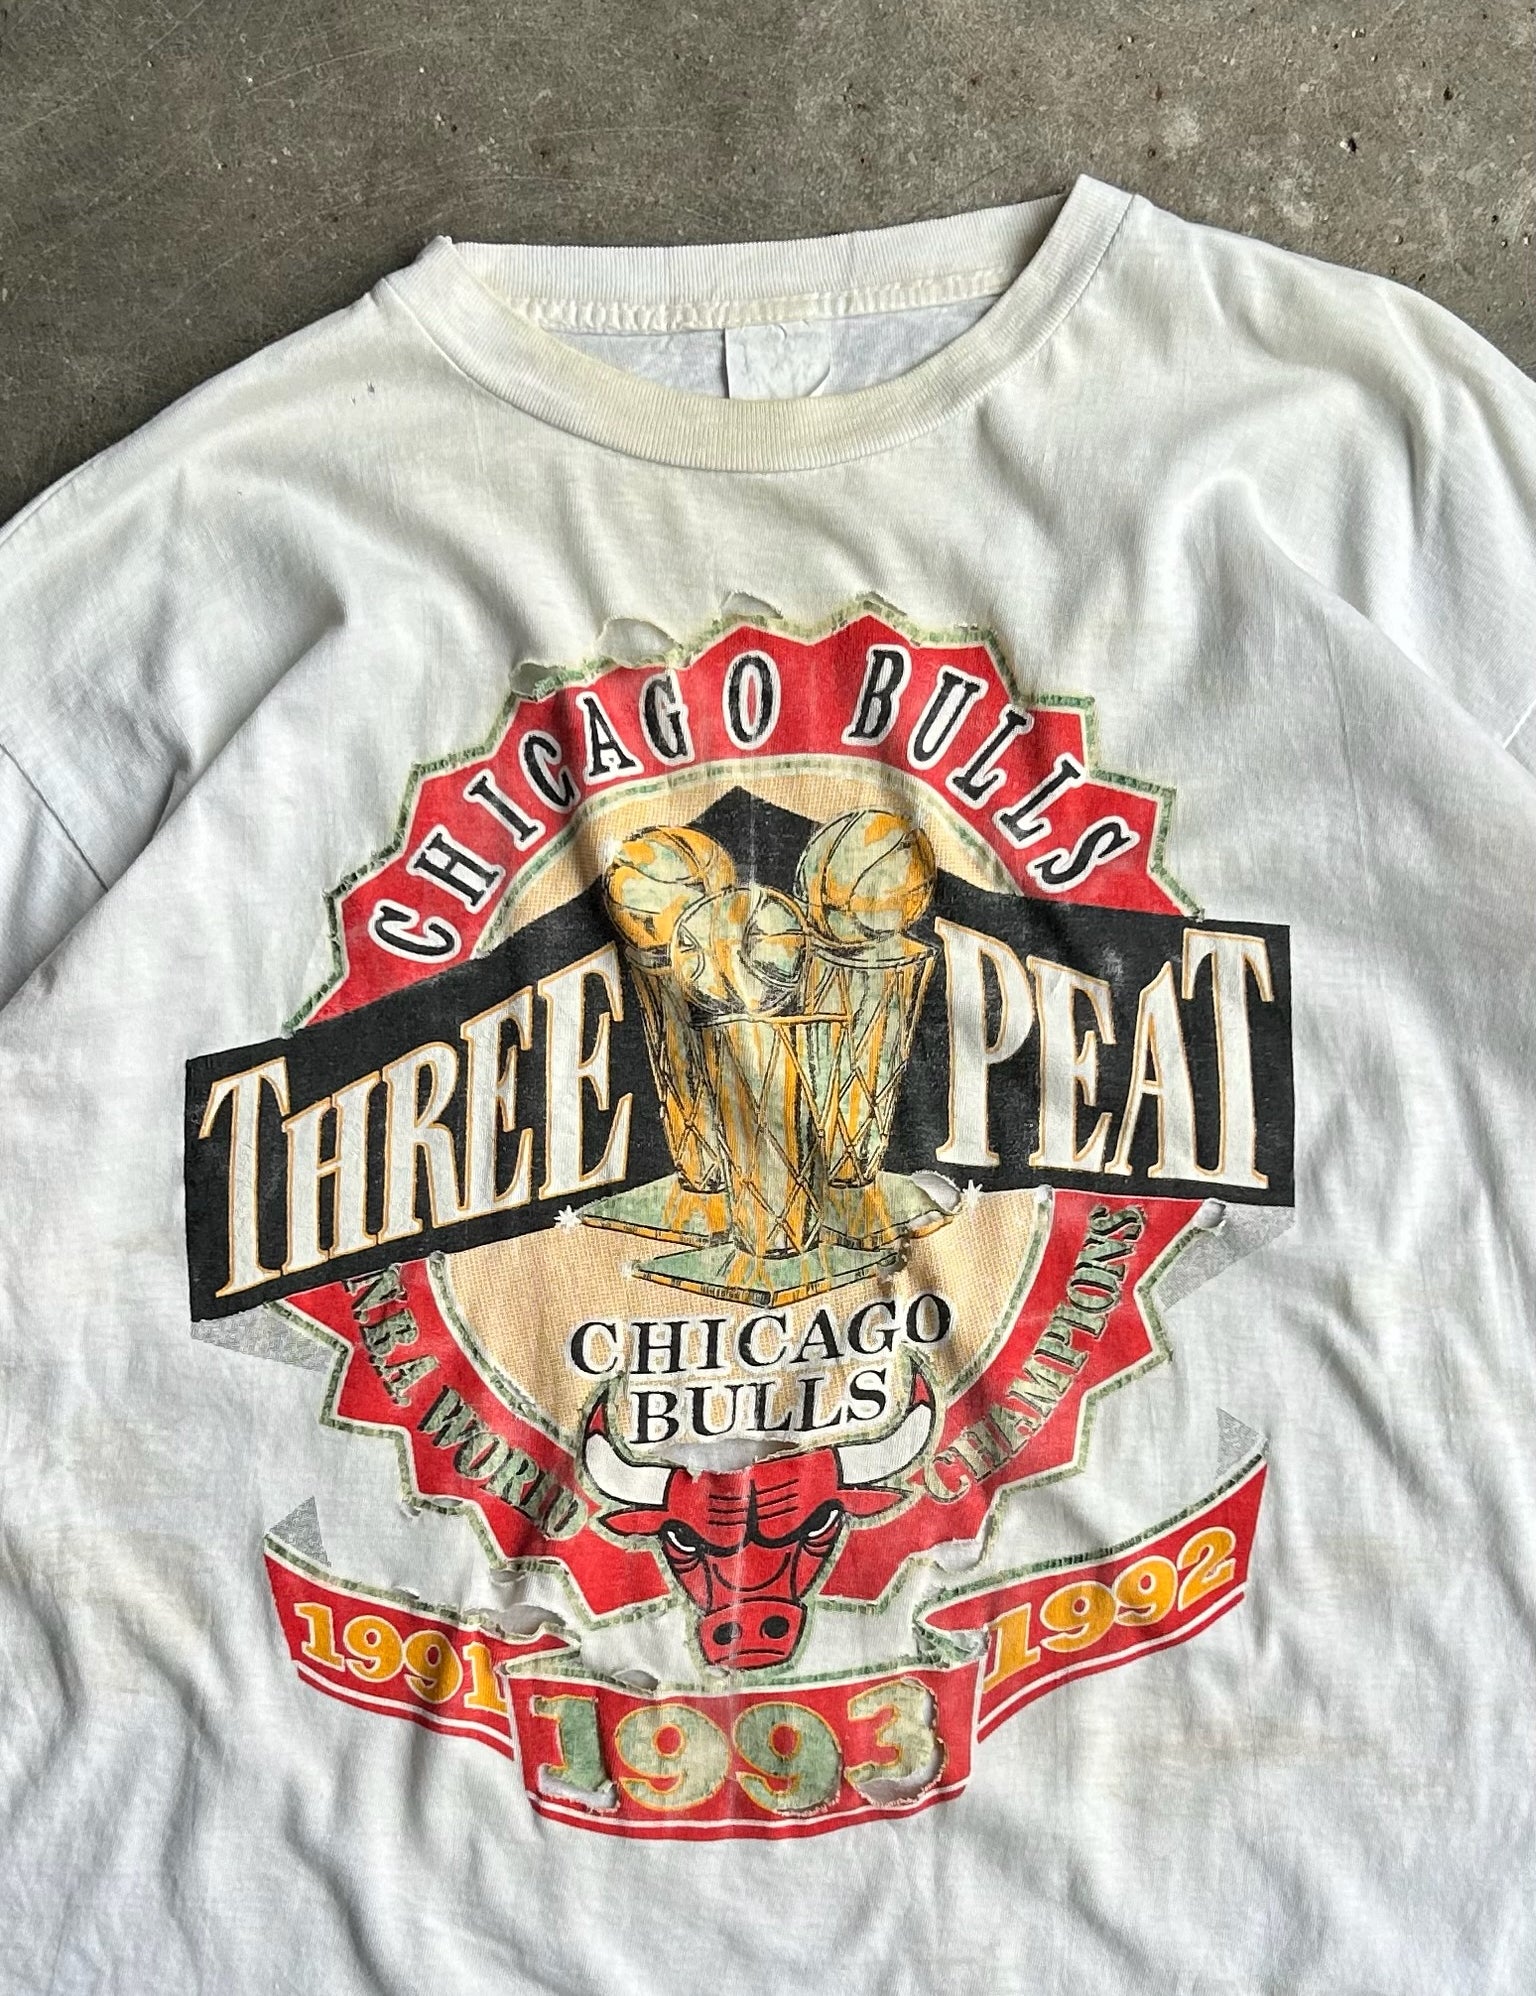 CHICAGO BULLS
THREE PEAT
CHICAGO
BULLS
N.B.A. WORLD CHAMPIONS
1991 1993 1992